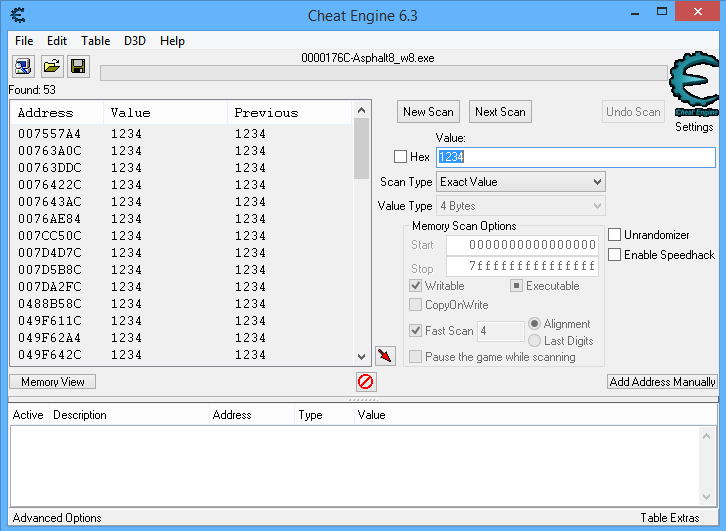 Cheat Engine 6.3
File Edit Table D3D Help
0000176C-Asphalt8_w8.exe
Found: 53
Address Value Previous
007557A4 1234 1234
00763A0C 1234 1234
00763DDC 1234 1234
0076422C 1234 1234
007643AC 1234 1234
0076AE84 1234 1234
007CC50C 1234 1234
007D4D7C 1234 1234
007D5B8C 1234 1234
007DA2FC 1234 1234
0488B58C 1234 1234
049F611C 1234 1234
049F62A4 1234 1234
049F642C 1234 1234
New Scan Next Scan Undo Scan
Cheat Engine
Settings
Value:
Hex 1234
Scan Type Exact Value
Value Type 4 Bytes
Memory Scan Options
Start 0000000000000000
Stop 7fffffffffffffff
Writable Executable
CopyOnWrite
Fast Scan 4 Alignment
Last Digits
Pause the game while scanning
Unrandomizer
Enable Speedhack
Memory View Add Address Manually
Active Description Address Type Value
Advanced Options Table Extras